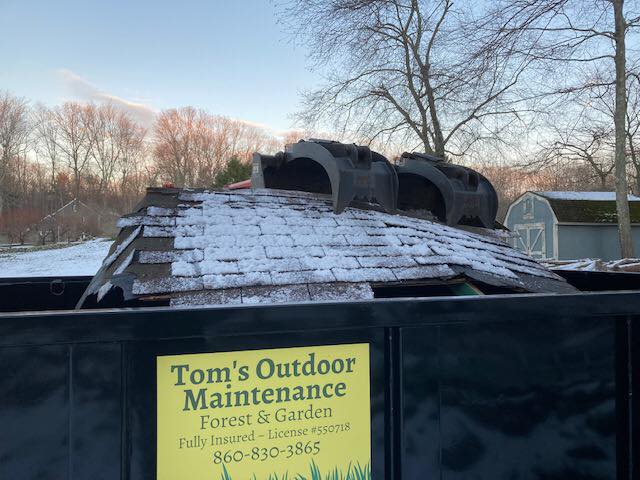 Tom's Outdoor
Maintenance
Forest & Garden
Fully Insured – License #550718
860-830-3865